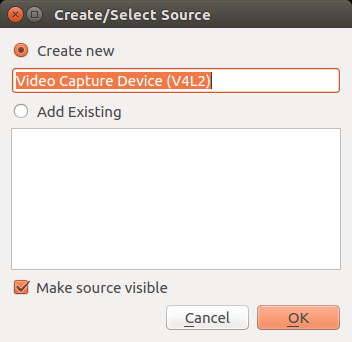 Create/Select Source
Create new
Video Capture Device (V4L2)
Add Existing
Make source visible
Cancel
OK